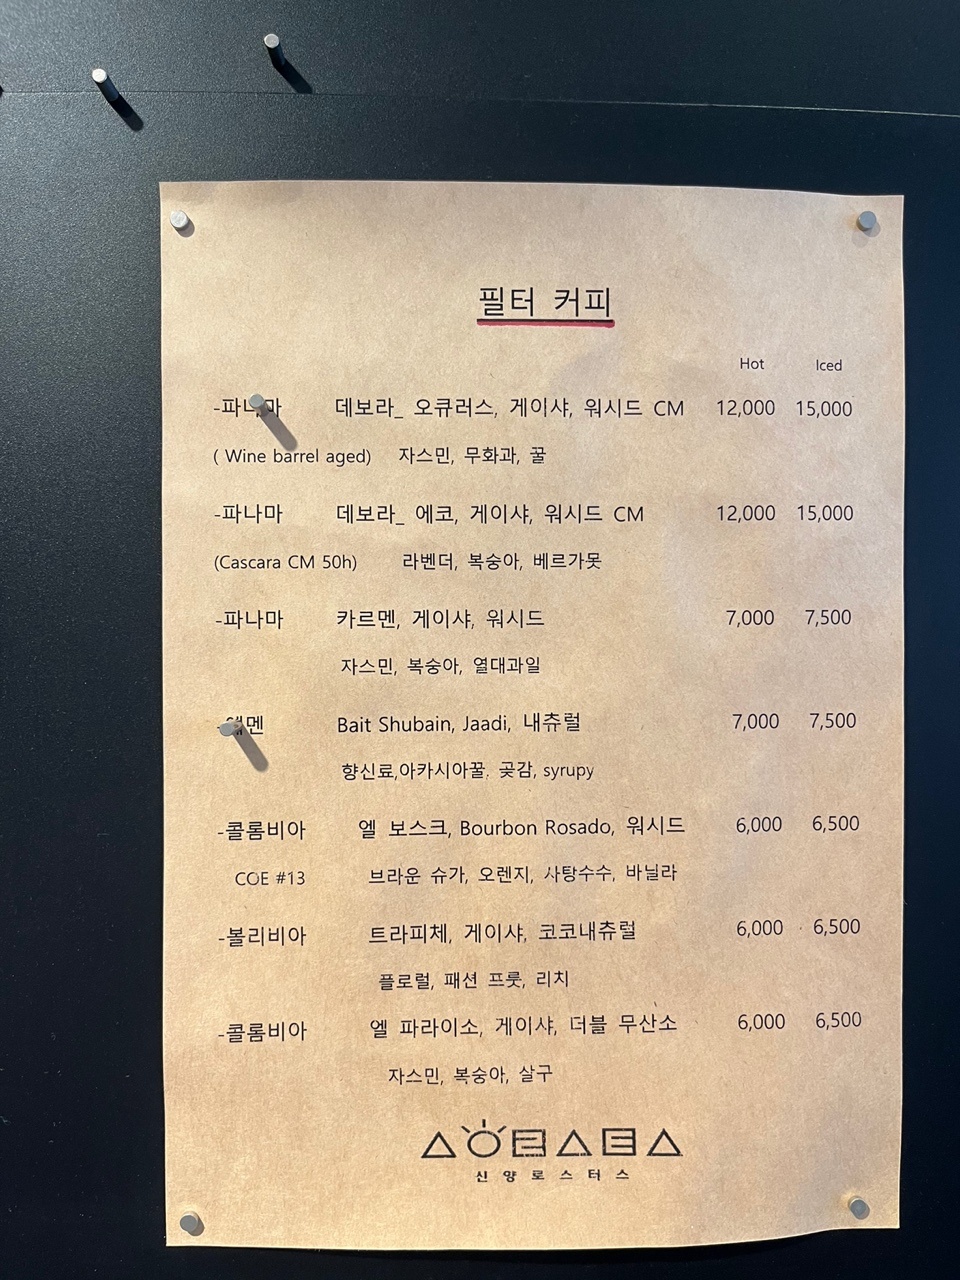 필터 커피
Hot Iced
-파나마 데보라_ 오큐러스, 게이샤, 워시드 CM 12,000 15,000
( Wine barrel aged) 자스민, 무화과, 꿀
-파나마 데보라_ 에코, 게이샤, 워시드 CM 12,000 15,000
(Cascara CM 50h) 라벤더, 복숭아, 베르가못
-파나마 카르멘, 게이샤, 워시드 7,000 7,500
자스민, 복숭아, 열대과일
-예멘 Bait Shubain, Jaadi, 내츄럴 7,000 7,500
향신료,아카시아꿀, 곶감, syrupy
-콜롬비아 엘 보스크, Bourbon Rosado, 워시드 6,000 6,500
COE #13 브라운 슈가, 오렌지, 사탕수수, 바닐라
-볼리비아 트라피체, 게이샤, 코코내츄럴 6,000 6,500
플로럴, 패션 프룻, 리치
-콜롬비아 엘 파라이소, 게이샤, 더블 무산소 6,000 6,500
자스민, 복숭아, 살구
신양로스터스